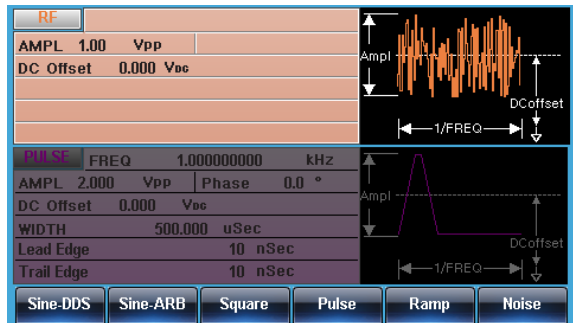 RF
AMPL 1.00 Vpp
DC Offset 0.000 VDC
Ampl
DCoffset
1/FREQ
PULSE FREQ 1.000000000 kHz
AMPL 2.000 Vpp Phase 0.0 °
DC Offset 0.000 VDC
WIDTH 500.000 uSec
Lead Edge 10 nSec
Trail Edge 10 nSec
Ampl
DCoffset
1/FREQ
Sine-DDS Sine-ARB Square Pulse Ramp Noise